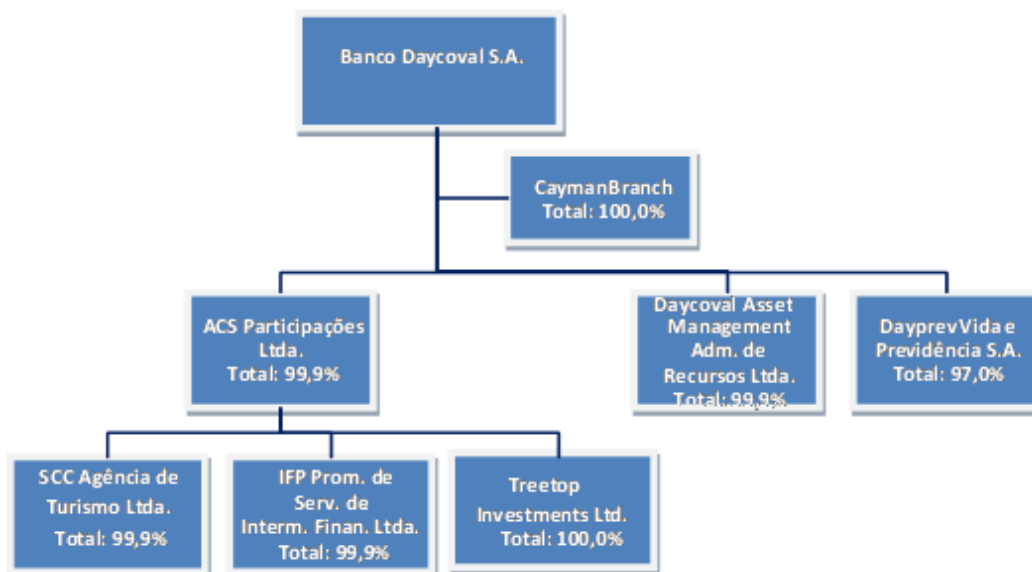 Banco Daycoval S.A.
CaymanBranch
Total: 100,0%
ACS Participações
Ltda.
Total: 99,9%
Daycoval Asset
Management
Adm. de
Recursos Ltda.
Total: 99,9%
Dayprev Vida e
Previdência S.A.
Total: 97,0%
SCC Agência de
Turismo Ltda.
Total: 99,9%
IFP Prom. de
Serv. de
Interm. Finan. Ltda.
Total: 99,9%
Treetop
Investments Ltd.
Total: 100,0%